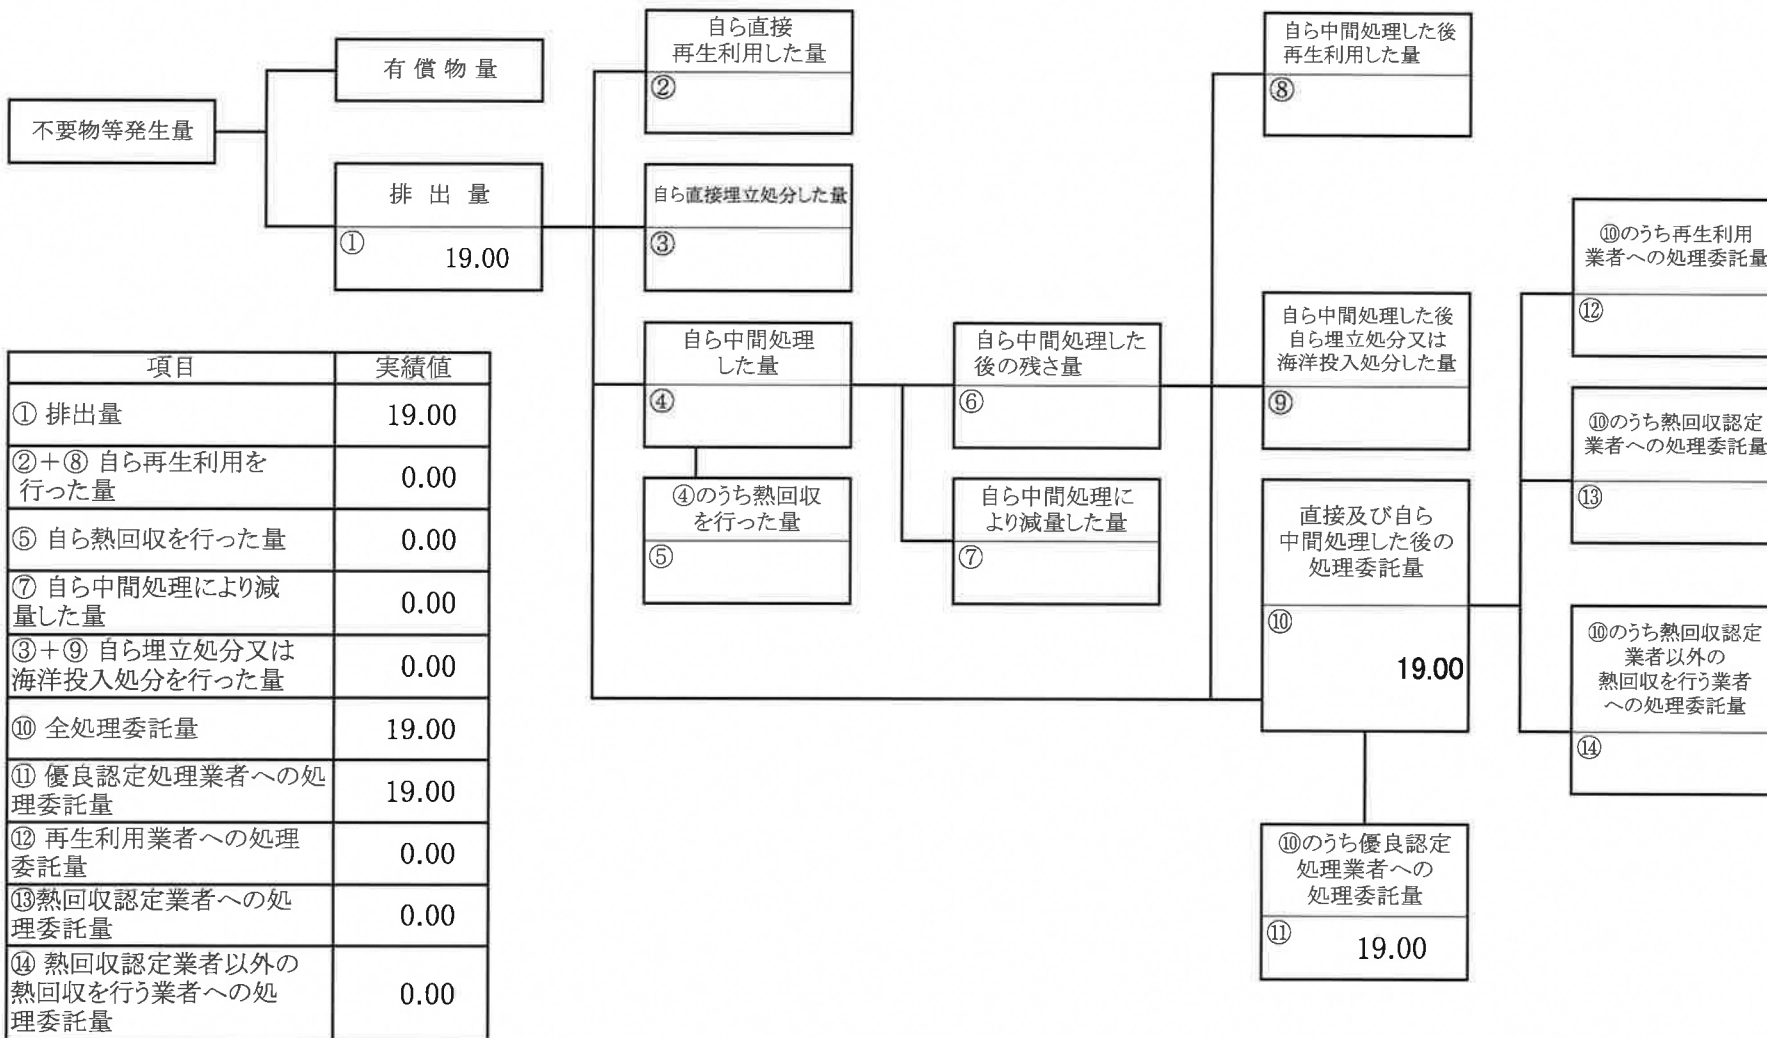 不要物等発生量
有償物量
排出量
①
19.00
自ら直接
再生利用した量
②
自ら直接埋立処分した量
③
自ら中間処理
した量
④
④のうち熱回収
を行った量
⑤
自ら中間処理した
後の残さ量
⑥
自ら中間処理に
より減量した量
⑦
自ら中間処理した後
再生利用した量
⑧
自ら中間処理した後
自ら埋立処分又は
海洋投入処分した量
⑨
直接及び自ら
中間処理した後の
処理委託量
⑩
19.00
⑩のうち優良認定
処理業者への
処理委託量
⑪
19.00
⑩のうち再生利用
業者への処理委託量
⑫
⑩のうち熱回収認定
業者への処理委託量
⑬
⑩のうち熱回収認定
業者以外の
熱回収を行う業者
への処理委託量
⑭
項目 実績値
① 排出量 19.00
②+⑧ 自ら再生利用を
行った量 0.00
⑤ 自ら熱回収を行った量 0.00
⑦ 自ら中間処理により減
量した量 0.00
③+⑨ 自ら埋立処分又は
海洋投入処分を行った量 0.00
⑩ 全処理委託量 19.00
⑪ 優良認定処理業者への処
理委託量 19.00
⑫ 再生利用業者への処理
委託量 0.00
⑬熱回収認定業者への処
理委託量 0.00
⑭ 熱回収認定業者以外の
熱回収を行う業者への処
理委託量 0.00